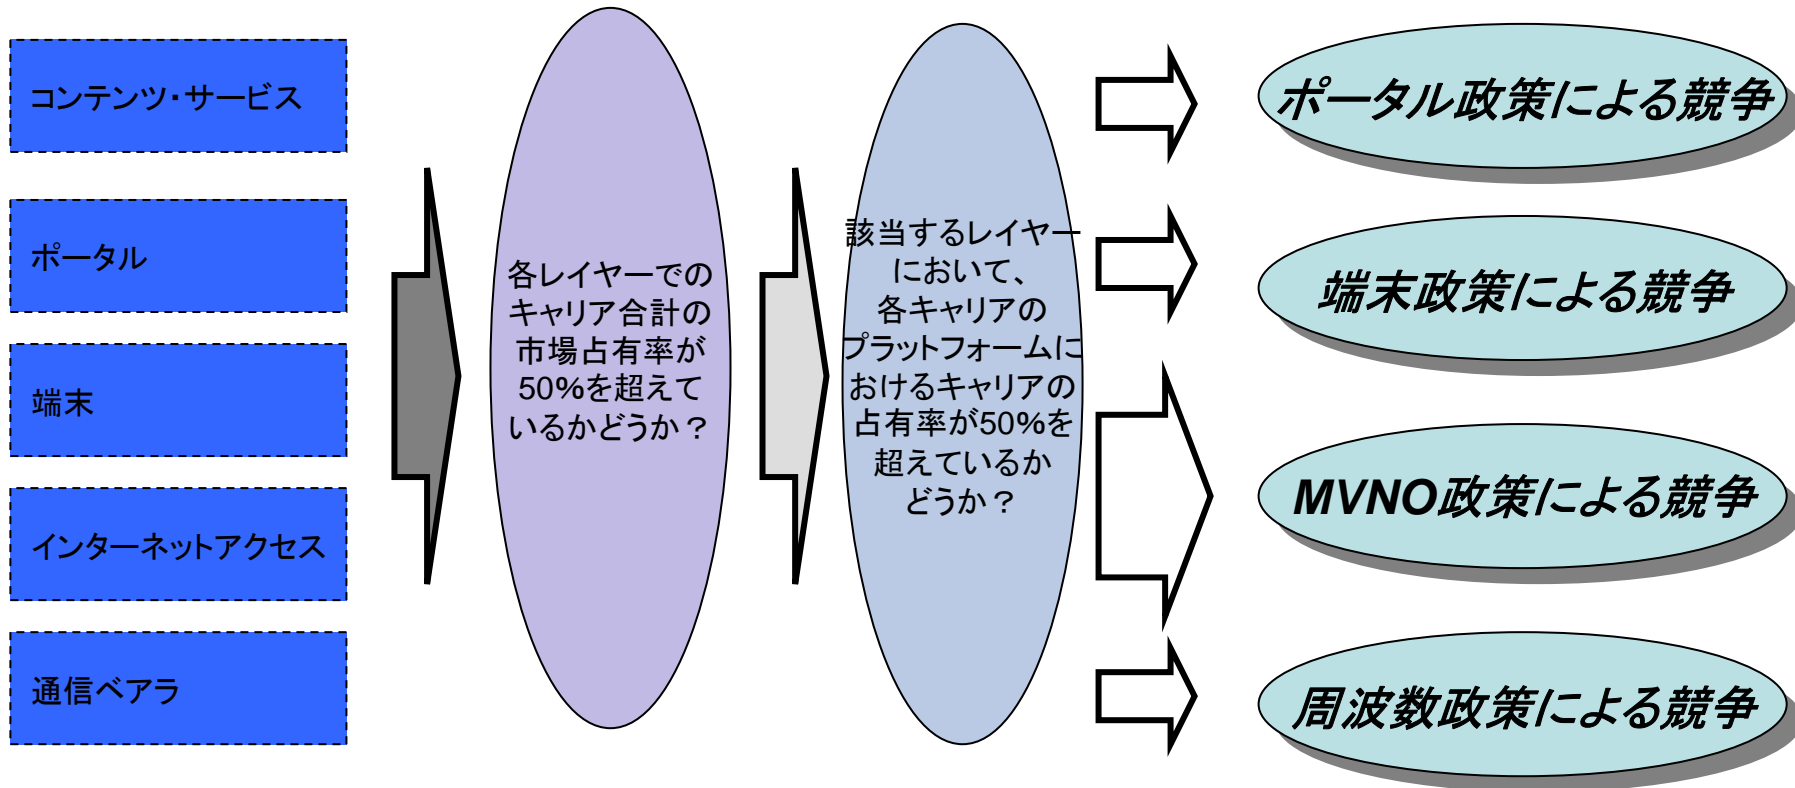 コンテンツ・サービス
ポータル
端末
インターネットアクセス
通信ベアラ
各レイヤーでの
キャリア合計の
市場占有率が
50%を超えて
いるかどうか？
該当するレイヤー
において、
各キャリアの
プラットフォームに
おけるキャリアの
占有率が50%を
超えているか
どうか？
ポータル政策による競争
端末政策による競争
MVNO政策による競争
周波数政策による競争